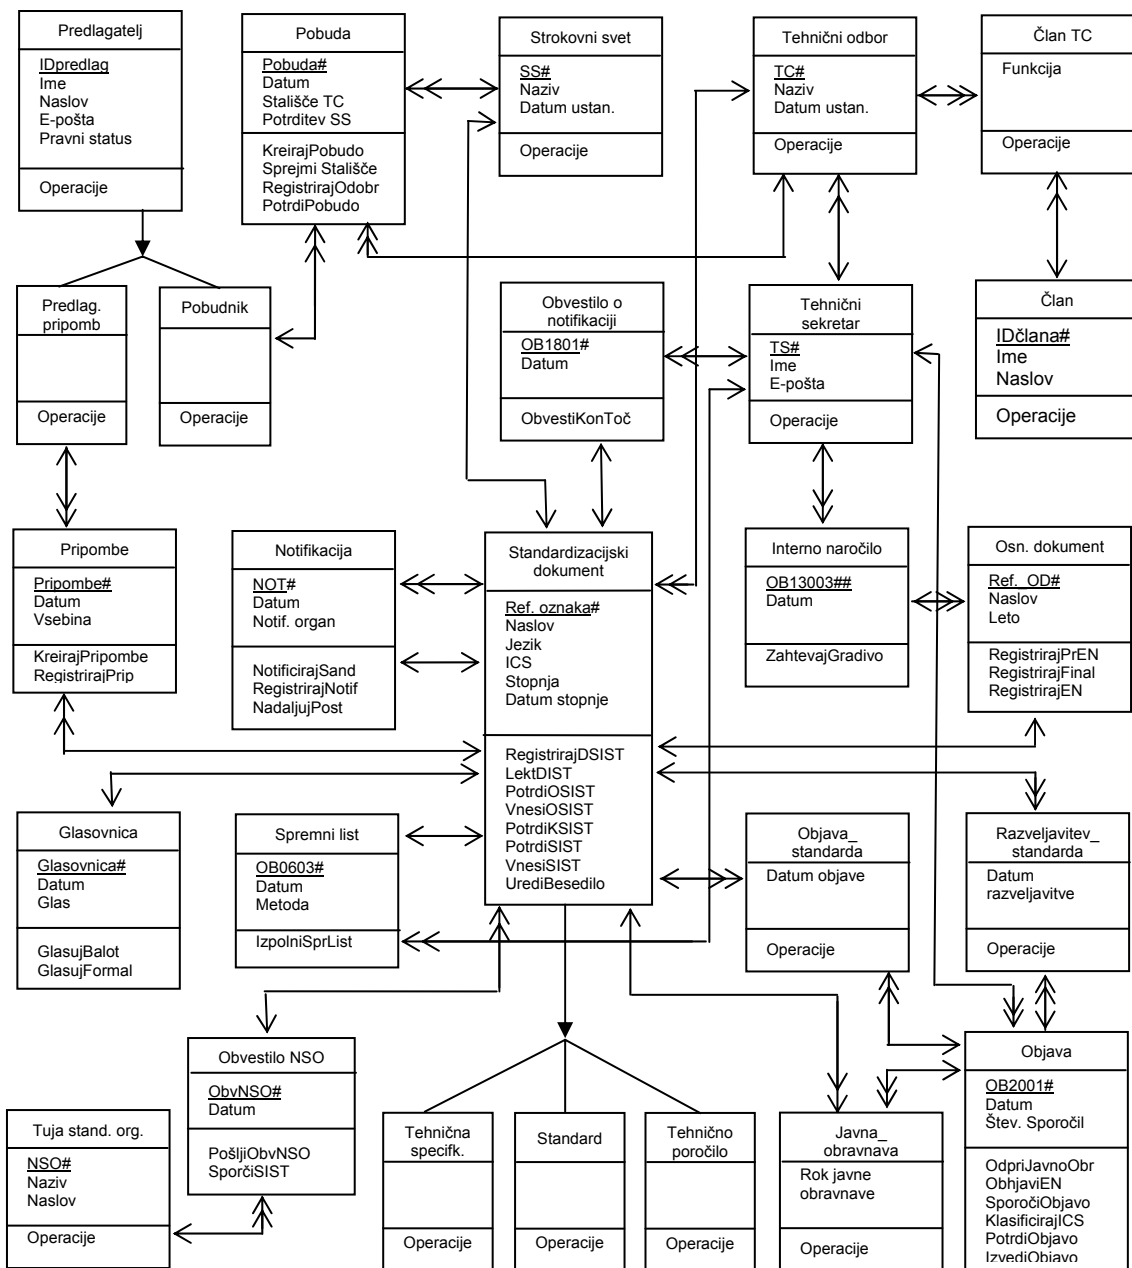 Predlagatelj
IDpredlag
Ime
Naslov
E-pošta
Pravni status
Operacije
Pobuda
Pobuda#
Datum
Stališče TC
Potrditev SS
KreirajPobudo
Sprejmi Stališče
RegistrirajOdobr
PotrdiPobudo
Strokovni svet
SS#
Naziv
Datum ustan.
Operacije
Tehnični odbor
TC#
Naziv
Datum ustan.
Operacije
Član TC
Funkcija
Operacije
Predlag.
pripomb
Operacije
Pobudnik
Operacije
Obvestilo o
notifikaciji
OB1801#
Datum
ObvestiKonToč
Tehnični
sekretar
TS#
Ime
E-pošta
Operacije
Član
IDčlana#
Ime
Naslov
Operacije
Pripombe
Pripombe#
Datum
Vsebina
KreirajPripombe
RegistrirajPrip
Notifikacija
NOT#
Datum
Notif. organ
NotificirajSand
RegistrirajNotif
NadaljujPost
Standardizacijski
dokument
Ref. oznaka#
Naslov
Jezik
ICS
Stopnja
Datum stopnje
RegistrirajDSIST
LektDIST
PotrdiOSIST
VnesiOSIST
PotrdiKSIST
PotrdiSIST
VnesiSIST
UrediBesedilo
Interno naročilo
OB13003##
Datum
ZahtevajGradivo
Osn. dokument
Ref. OD#
Naslov
Leto
RegistrirajPrEN
RegistrirajFinal
RegistrirajEN
Glasovnica
Glasovnica#
Datum
Glas
GlasujBalot
GlasujFormal
Spremni list
OB0603#
Datum
Metoda
IzpolniSprList
Objava_
standarda
Datum objave
Operacije
Razveljavitev_
standarda
Datum
razveljavitve
Operacije
Obvestilo NSO
ObvNSO#
Datum
PošljiObvNSO
SporčiSIST
Tuja stand. org.
NSO#
Naziv
Naslov
Operacije
Tehnična
specifk.
Operacije
Standard
Operacije
Tehnično
poročilo
Operacije
Javna_
obravnava
Rok javne
obravnave
Operacije
Objava
OB2001#
Datum
Štev. Sporočil
OdpriJavnoObr
ObhjaviEN
SporočiObjavo
KlasificirajICS
PotrdiObjavo
IzvediObjavo